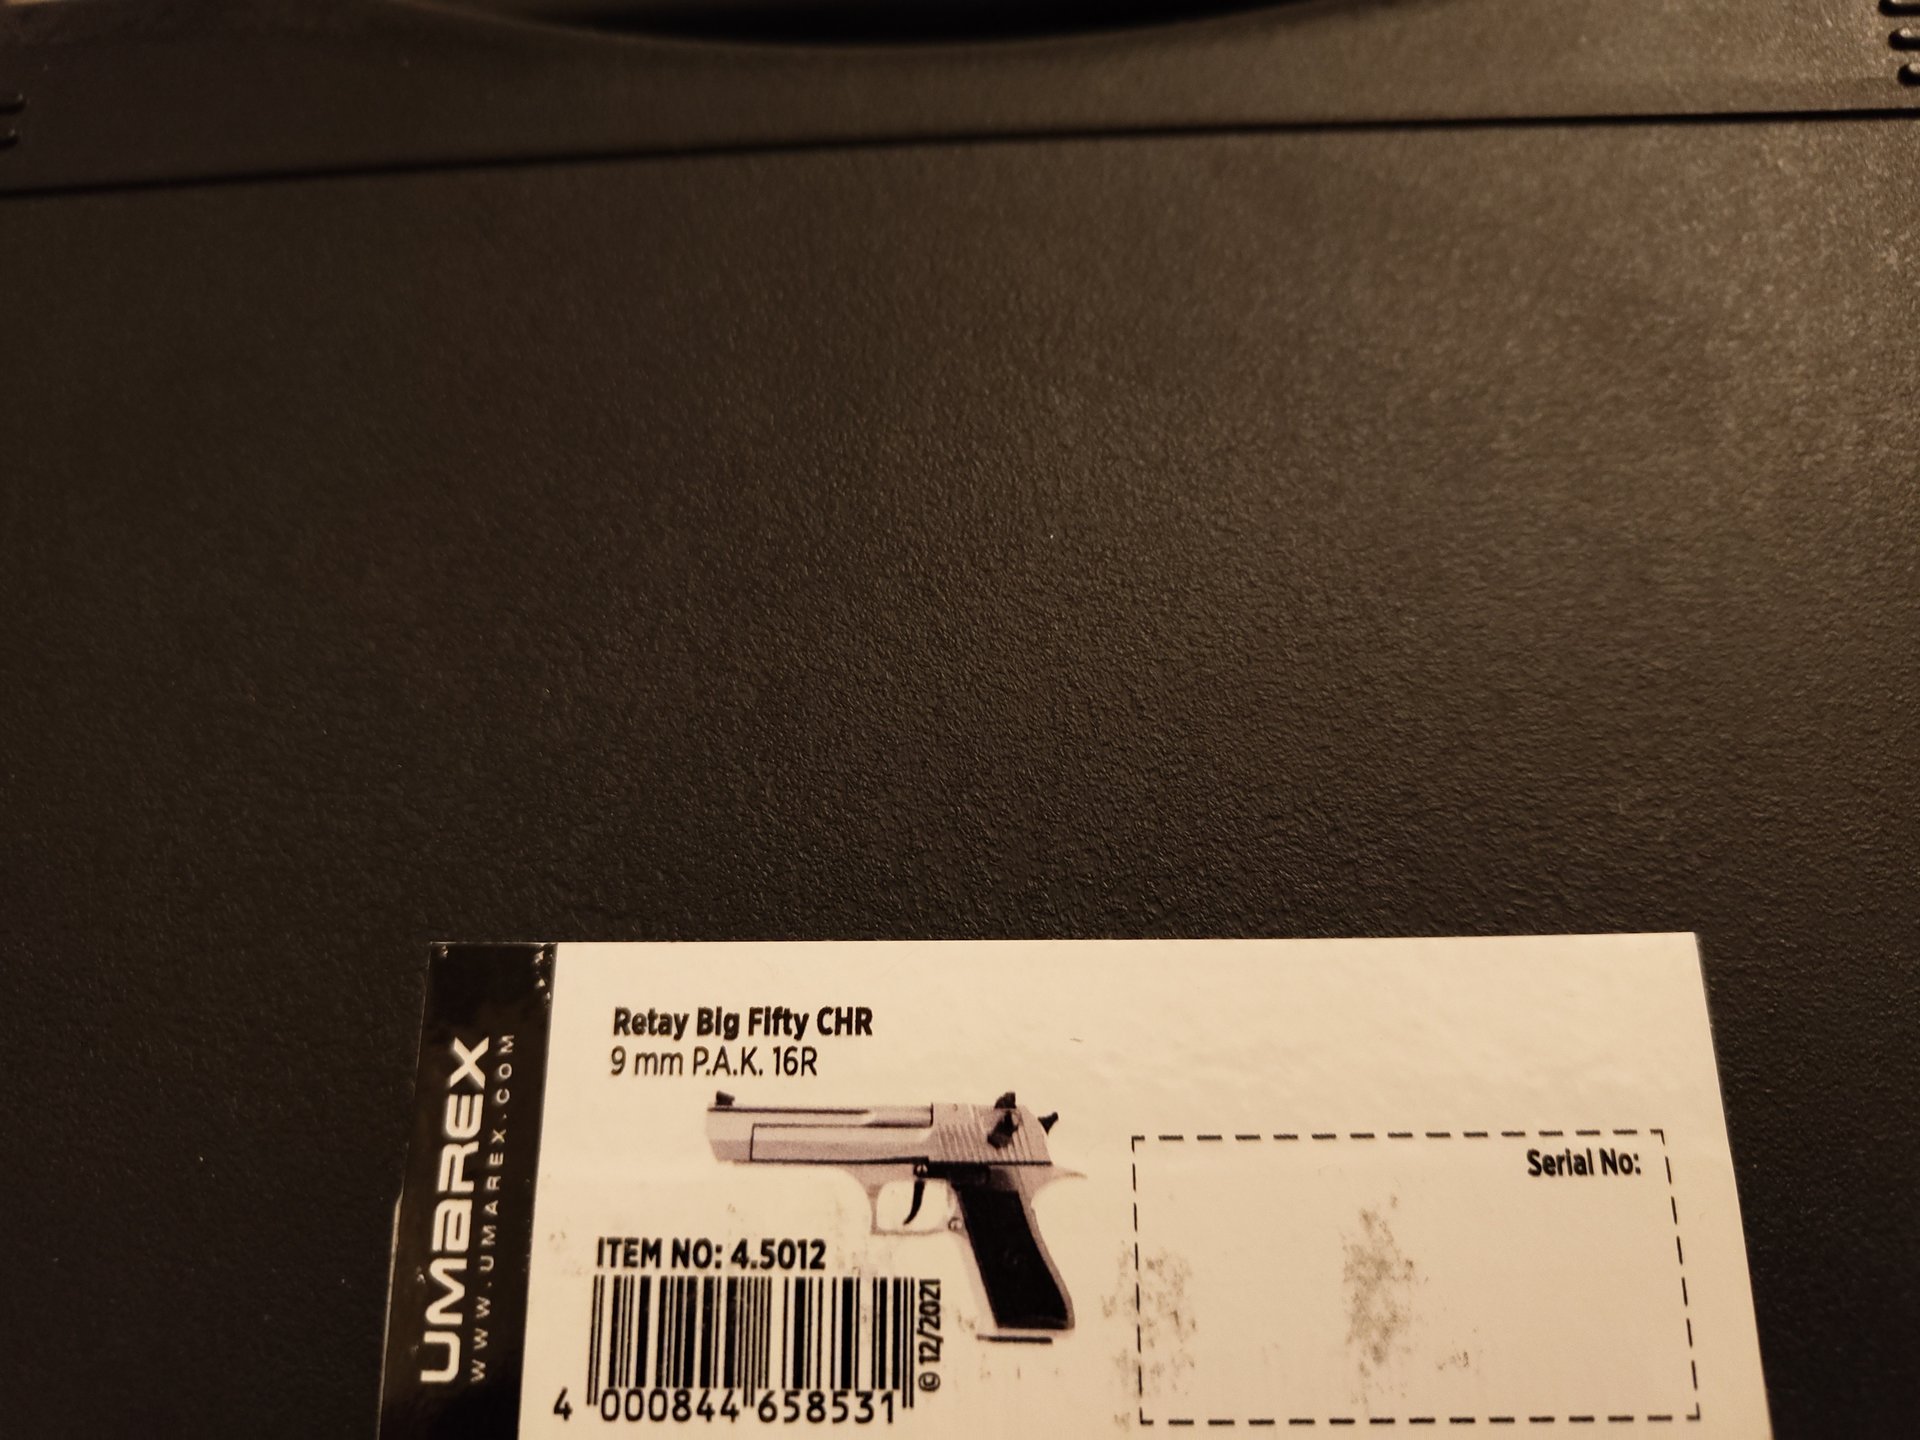 UMAREX
WWW.UMAREX.COM
Retay Big Fifty CHR
9 mm P.A.K. 16R
Serial No:
ITEM NO: 4.5012
© 12/2021
4 000844 658531